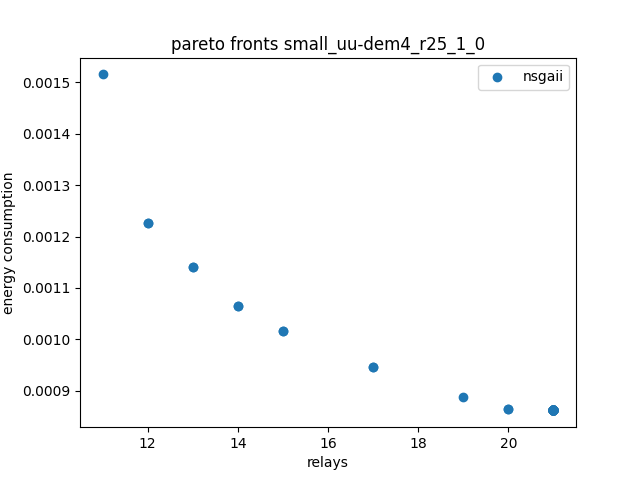 pareto fronts small_uu-dem4_r25_1_0
nsgaii
0.0015
0.0014
0.0013
0.0012
0.0011
0.0010
0.0009
energy consumption
12 14 16 18 20
relays